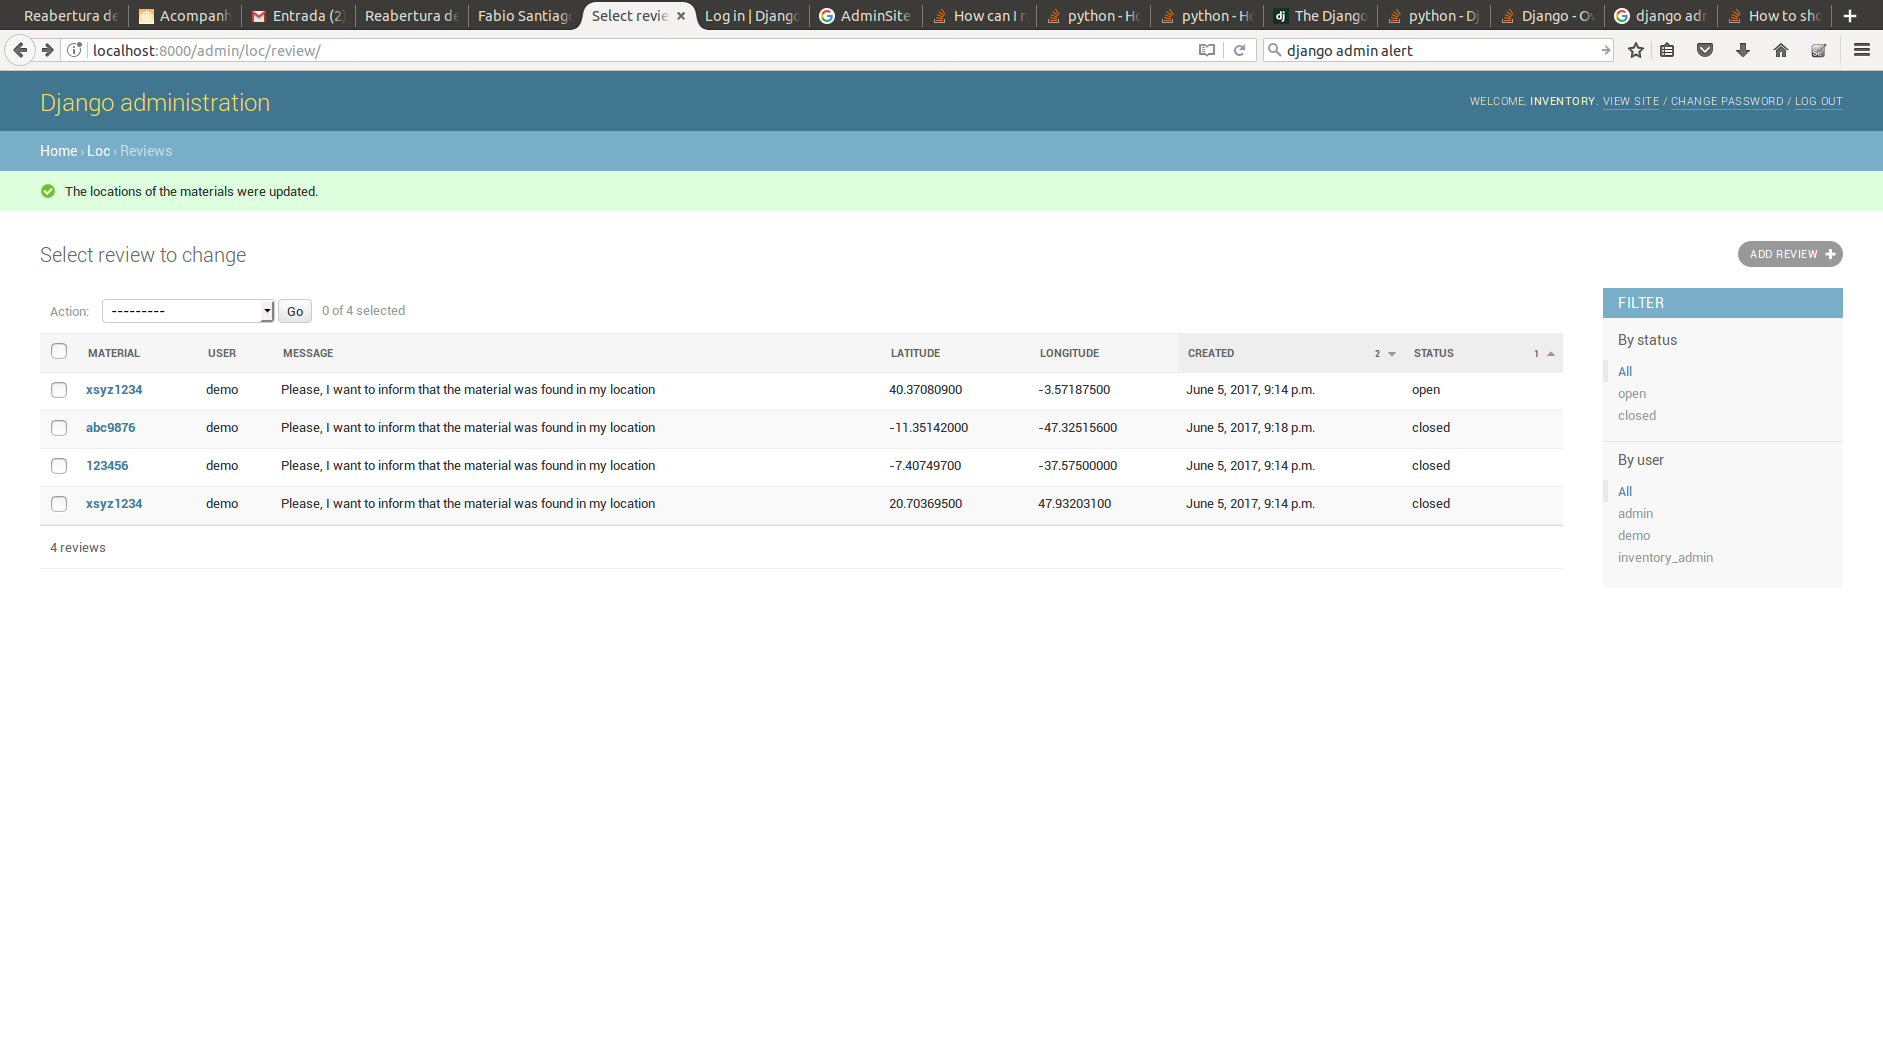 Reabertura de Acompanh Entrada (2) Reabertura de Fabio Santiago Select revie Log in | Django AdminSite How can I python - Ho python - Ho The Django python - Dj Django - Ov django adr How to sho
localhost:8000/admin/loc/review/ django admin alert
Django administration WELCOME, INVENTORY. VIEW SITE / CHANGE PASSWORD / LOG OUT
Home › Loc › Reviews
The locations of the materials were updated.
Select review to change ADD REVIEW +
Action: --------- Go 0 of 4 selected
MATERIAL USER MESSAGE LATITUDE LONGITUDE CREATED 2 STATUS 1
xsyz1234 demo Please, I want to inform that the material was found in my location 40.37080900 -3.57187500 June 5, 2017, 9:14 p.m. open
abc9876 demo Please, I want to inform that the material was found in my location -11.35142000 -47.32515600 June 5, 2017, 9:18 p.m. closed
123456 demo Please, I want to inform that the material was found in my location -7.40749700 -37.57500000 June 5, 2017, 9:14 p.m. closed
xsyz1234 demo Please, I want to inform that the material was found in my location 20.70369500 47.93203100 June 5, 2017, 9:14 p.m. closed
4 reviews
FILTER
By status
All
open
closed
By user
All
admin
demo
inventory_admin